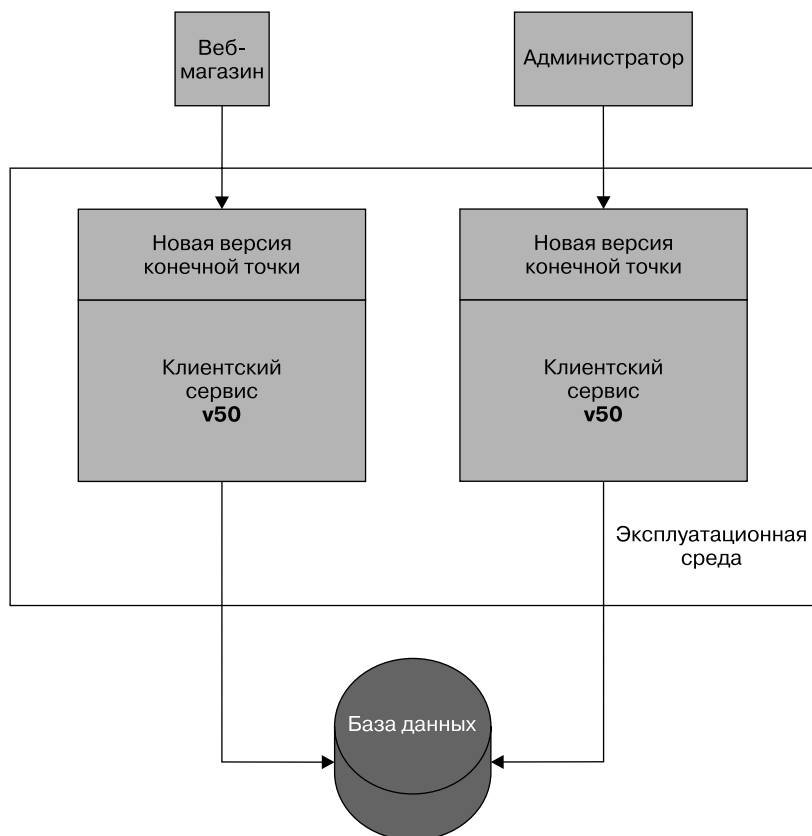 Веб-
магазин
Администратор
Новая версия
конечной точки
Новая версия
конечной точки
Клиентский
сервис
v50
Клиентский
сервис
v50
Эксплуатационная
среда
База данных